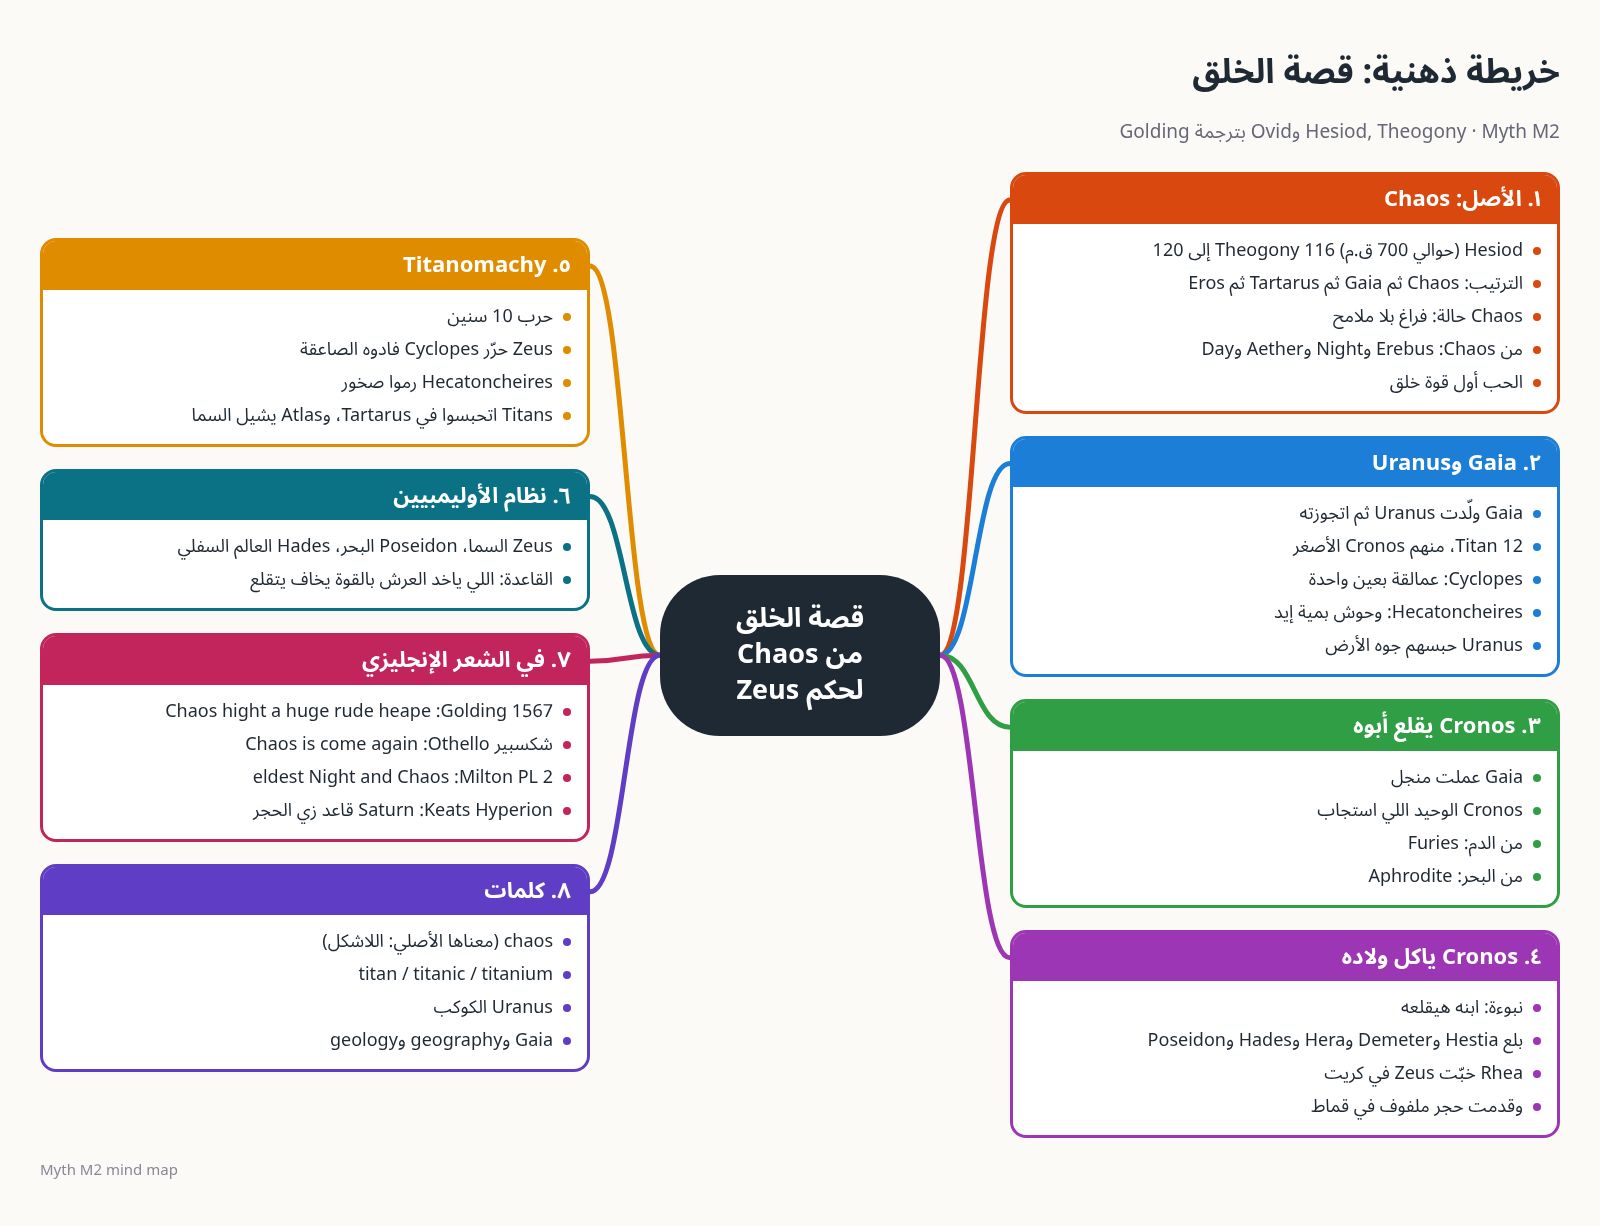 خريطة ذهنية: قصة الخلق
Myth M2 · Hesiod, Theogony وOvid بترجمة Golding
١. الأصل: Chaos
Hesiod (حوالي 700 ق.م) Theogony 116 إلى 120
الترتيب: Chaos ثم Gaia ثم Tartarus ثم Eros
Chaos حالة: فراغ بلا ملامح
من Chaos: Erebus وNight وAether وDay
الحب أول قوة خلق
٢. Gaia وUranus
Gaia ولّدت Uranus ثم اتجوزته
12 Titan، منهم Cronos الأصغر
Cyclopes: عمالقة بعين واحدة
Hecatoncheires: وحوش بمية إيد
Uranus حبسهم جوه الأرض
٣. Cronos يقلع أبوه
Gaia عملت منجل
Cronos الوحيد اللي استجاب
من الدم: Furies
من البحر: Aphrodite
٤. Cronos ياكل ولاده
نبوءة: ابنه هيقلعه
بلع Hestia وDemeter وHera وHades وPoseidon
Rhea خبّت Zeus في كريت
وقدمت حجر ملفوف في قماط
قصة الخلق
من Chaos
لحكم Zeus
٥. Titanomachy
حرب 10 سنين
Zeus حرّر Cyclopes فادوه الصاعقة
Hecatoncheires رموا صخور
Titans اتحبسوا في Tartarus، وAtlas يشيل السما
٦. نظام الأوليمبيين
Zeus السما، Poseidon البحر، Hades العالم السفلي
القاعدة: اللي ياخد العرش بالقوة يخاف يتقلع
٧. في الشعر الإنجليزي
Golding 1567: Chaos hight a huge rude heape
شكسبير Othello: Chaos is come again
Milton PL 2: eldest Night and Chaos
Keats Hyperion: Saturn قاعد زي الحجر
٨. كلمات
chaos (معناها الأصلي: اللاشكل)
titan / titanic / titanium
Uranus الكوكب
Gaia وgeography وgeology
Myth M2 mind map